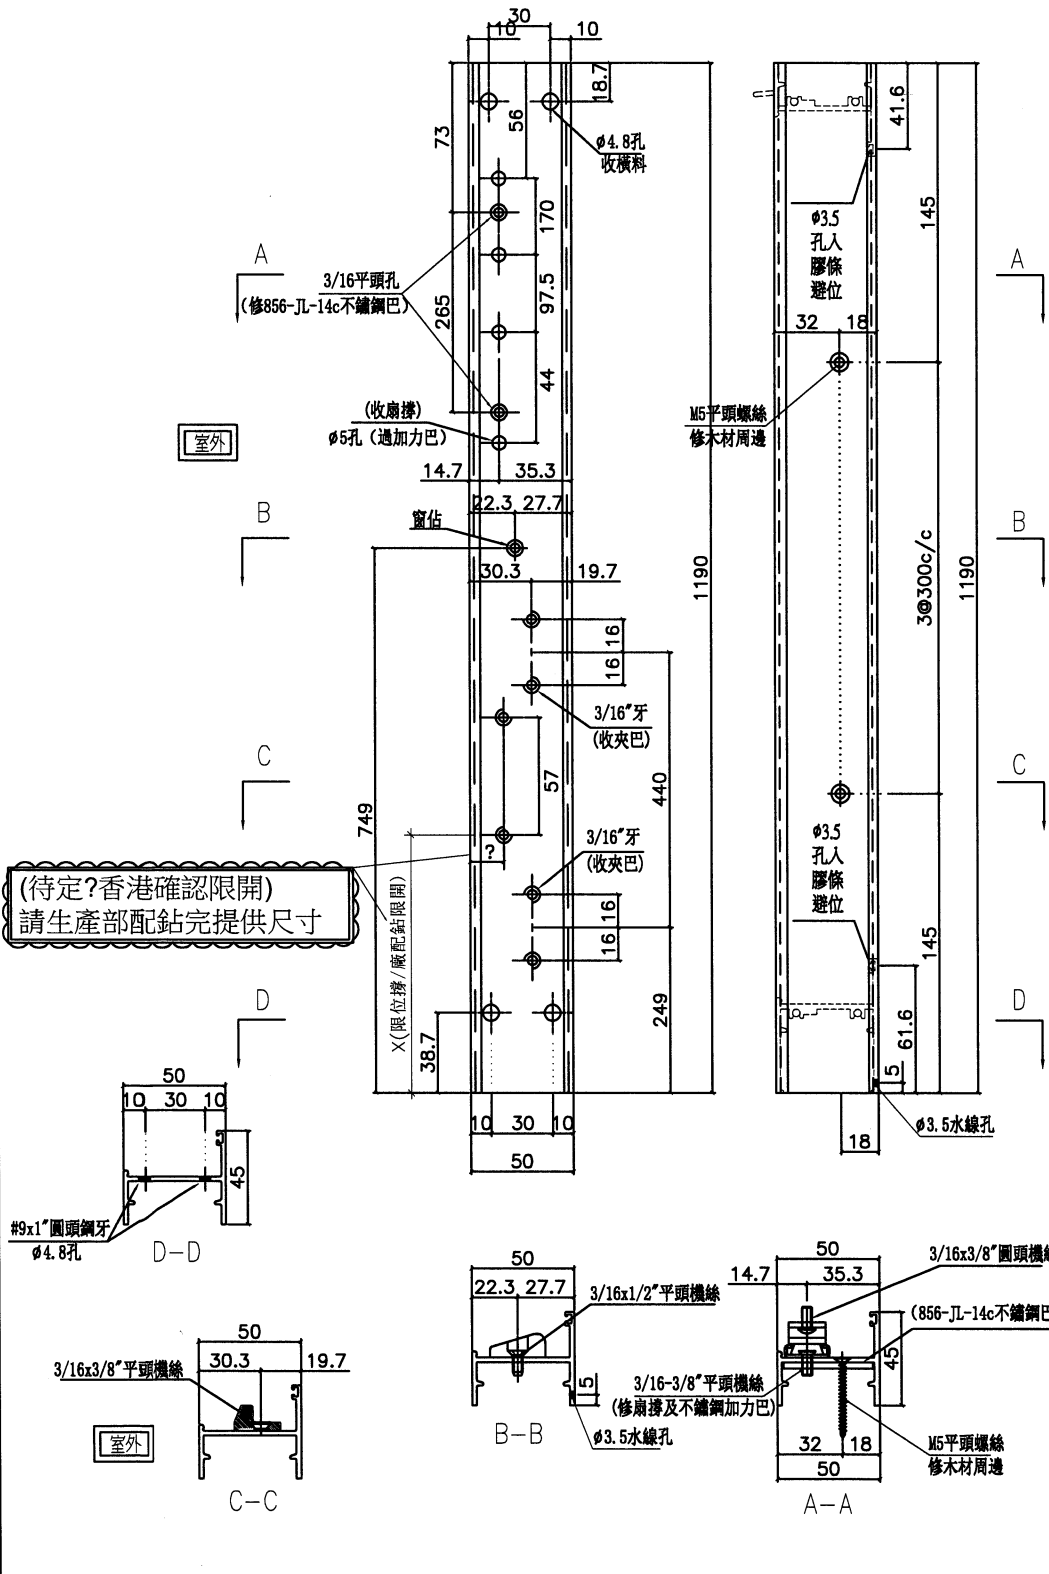 30
10
10
18.7
73
56
ø4.8孔
收橫料
170
3/16平頭孔
(修856-JL-14c不鏽鋼巴)
265
97.5
44
(收扇撐)
ø5孔 (過加力巴)
14.7
35.3
22.3
27.7
窗佔
30.3
19.7
1190
16
16
3/16"牙
(收夾巴)
57
440
749
3/16"牙
(收夾巴)
?
16
16
X(限位撐/廠配鉆限開)
249
38.7
10
30
10
50
(待定?香港確認限開)
請生產部配鉆完提供尺寸
A
B
C
D
室外
41.6
ø3.5
孔入
膠條
避位
145
32
18
M5平頭螺絲
修木材周邊
3@300c/c
1190
ø3.5
孔入
膠條
避位
145
61.6
5
ø3.5水線孔
18
A
B
C
D
50
10
30
10
45
#9x1"圓頭鋼牙
ø4.8孔
D-D
50
30.3
19.7
3/16x3/8"平頭機絲
室外
C-C
50
22.3
27.7
3/16x1/2"平頭機絲
5
ø3.5水線孔
B-B
50
14.7
35.3
3/16x3/8"圓頭機絲
(856-JL-14c不鏽鋼巴
45
3/16-3/8"平頭機絲
(修扇撐及不鏽鋼加力巴)
M5平頭螺絲
修木材周邊
32
18
50
A-A